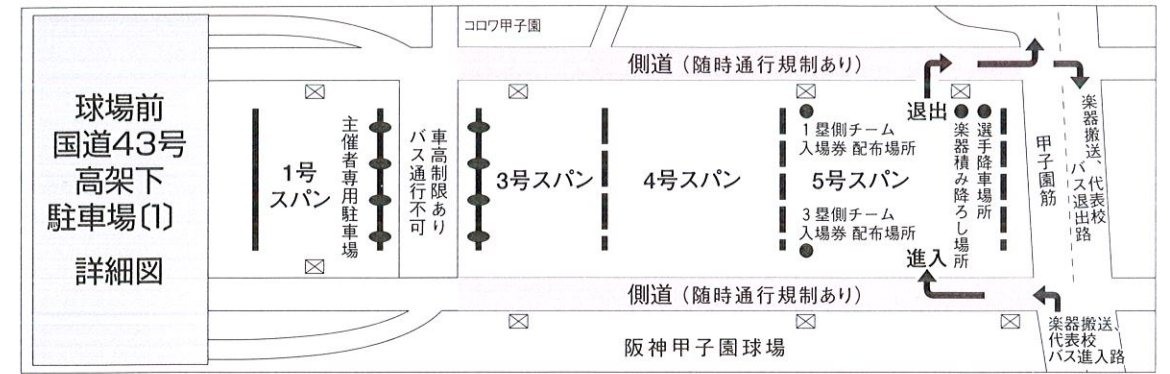 球場前
国道43号
高架下
駐車場〔1〕
詳細図
コロワ甲子園
側道（随時通行規制あり）
1号
スパン
主催者専用駐車場
車高制限あり
バス通行不可
3号スパン
4号スパン
5号スパン
1塁側チーム
入場券 配布場所
3塁側チーム
入場券 配布場所
退出
進入
選手降車場所
楽器積み降ろし場所
甲子園筋
楽器搬送、代表校
バス退出路
側道（随時通行規制あり）
楽器搬送、
代表校
バス進入路
阪神甲子園球場